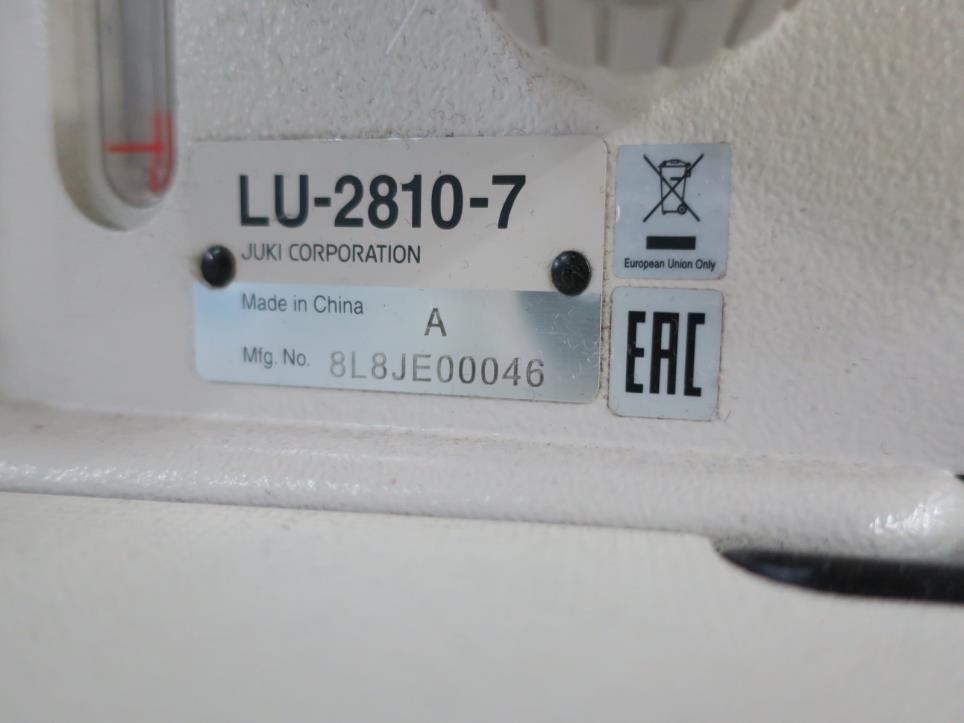 LU-2810-7
JUKI CORPORATION
Made in China
A
Mfg. No. 8L8JE00046
European Union Only
EAC